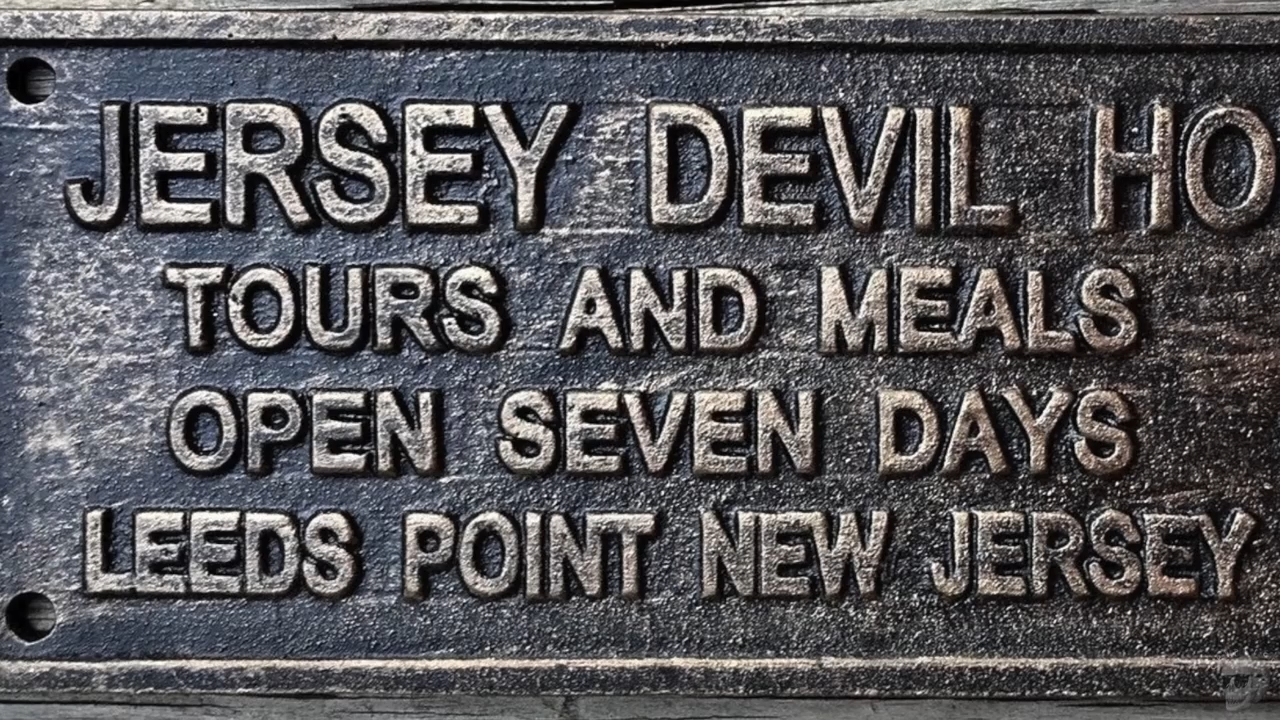 JERSEY DEVIL HO
TOURS AND MEALS
OPEN SEVEN DAYS
LEEDS POINT NEW JERSEY